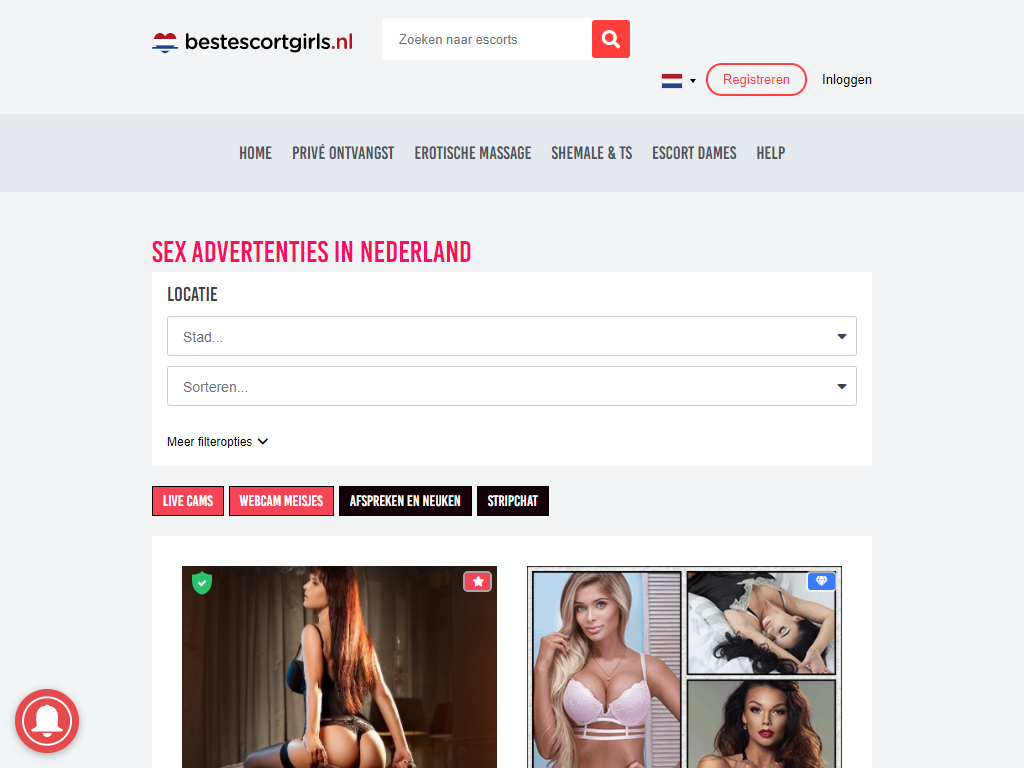 bestescortgirls.nl
Zoeken naar escorts
Registreren
Inloggen
HOME PRIVÉ ONTVANGST EROTISCHE MASSAGE SHEMALE & TS ESCORT DAMES HELP
SEX ADVERTENTIES IN NEDERLAND
LOCATIE
Stad...
Sorteren...
Meer filteropties
LIVE CAMS WEBCAM MEISJES AFSPREKEN EN NEUKEN STRIPCHAT